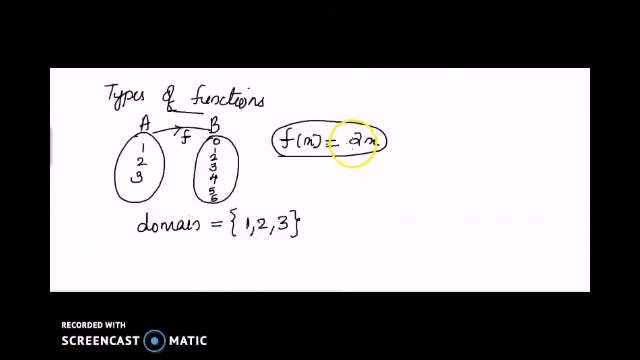 Types of functions
A f B
f(x) = 2x
1
2
3
0
1
2
3
4
5
6
domain = {1,2,3}
RECORDED WITH
SCREENCAST MATIC